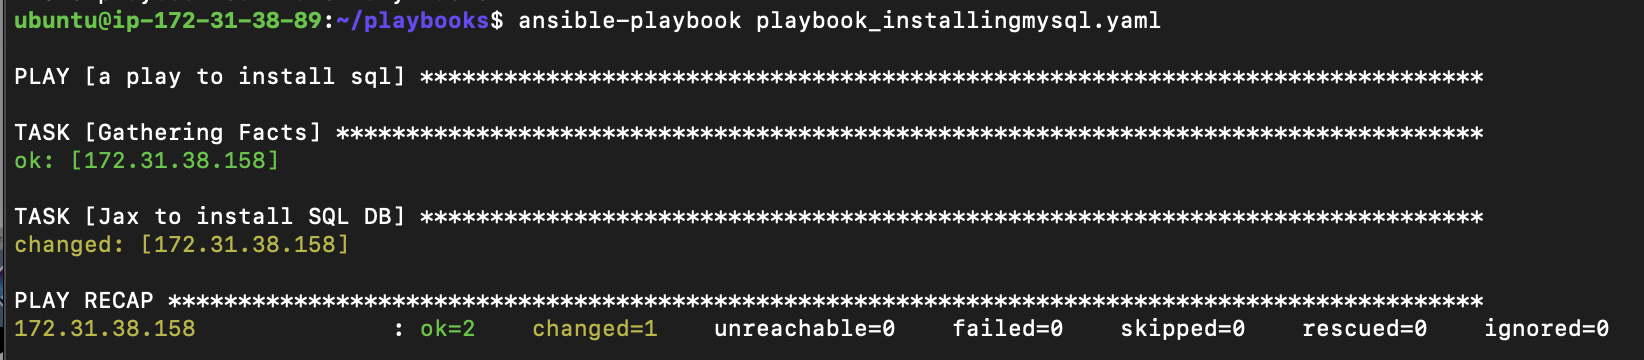 ubuntu@ip-172-31-38-89:~/playbooks$ ansible-playbook playbook_installingmysql.yaml
PLAY [a play to install sql] ****************************************************************************
TASK [Gathering Facts] **********************************************************************************
ok: [172.31.38.158]
TASK [Jax to install SQL DB] ****************************************************************************
changed: [172.31.38.158]
PLAY RECAP **********************************************************************************************
172.31.38.158              : ok=2    changed=1    unreachable=0    failed=0    skipped=0    rescued=0    ignored=0